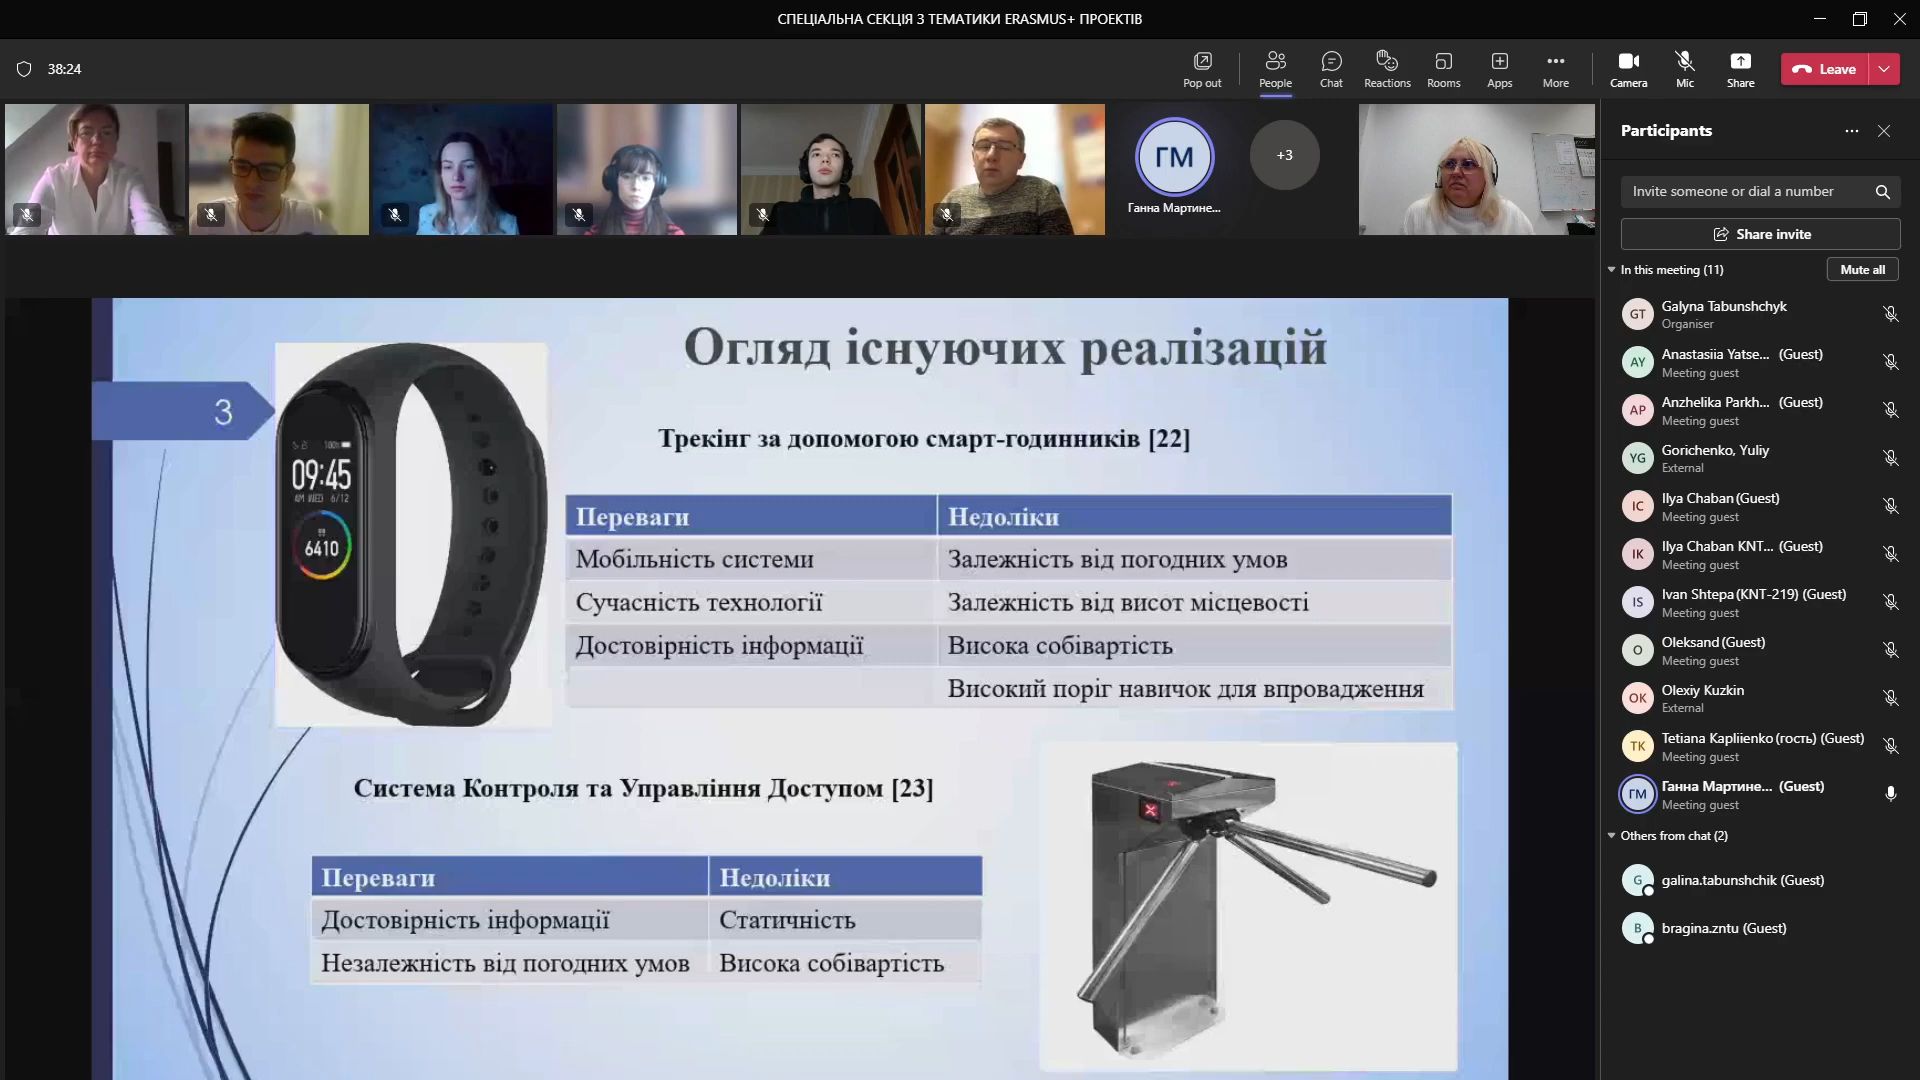 СПЕЦІАЛЬНА СЕКЦІЯ З ТЕМАТИКИ ERASMUS+ ПРОЕКТІВ
38:24
Pop out
People
Chat
Reactions
Rooms
Apps
More
Camera
Mic
Share
Leave
ГМ
Ганна Мартине...
+3
Participants
Invite someone or dial a number
Share invite
In this meeting (11)
Mute all
GT
Galyna Tabunshchyk
Organiser
AY
Anastasiia Yatse... (Guest)
Meeting guest
AP
Anzhelika Parkh... (Guest)
Meeting guest
YG
Gorichenko, Yuliy
External
IC
Ilya Chaban (Guest)
Meeting guest
IK
Ilya Chaban KNT... (Guest)
Meeting guest
IS
Ivan Shtepa (KNT-219) (Guest)
Meeting guest
O
Oleksand (Guest)
Meeting guest
OK
Olexiy Kuzkin
External
TK
Tetiana Kapliienko (гость) (Guest)
Meeting guest
ГМ
Ганна Мартине... (Guest)
Meeting guest
Others from chat (2)
G
galina.tabunshchik (Guest)
B
bragina.zntu (Guest)
Огляд існуючих реалізацій
3
09:45
AM WED 6/12
6410
Трекінг за допомогою смарт-годинників [22]
Переваги Недоліки
Мобільність системи Залежність від погодних умов
Сучасність технології Залежність від висот місцевості
Достовірність інформації Висока собівартість
Високий поріг навичок для впровадження
Система Контроля та Управління Доступом [23]
Переваги Недоліки
Достовірність інформації Статичність
Незалежність від погодних умов Висока собівартість